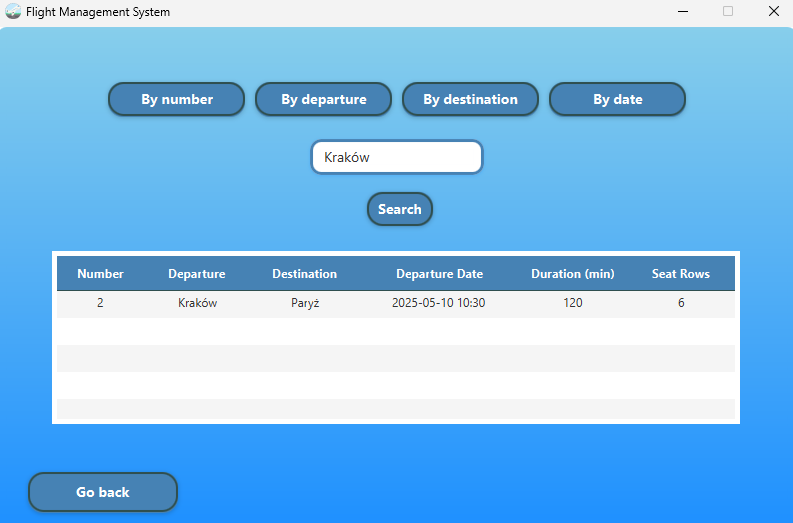 Flight Management System
By number By departure By destination By date
Kraków
Search
Number Departure Destination Departure Date Duration (min) Seat Rows
2 Kraków Paryż 2025-05-10 10:30 120 6
Go back